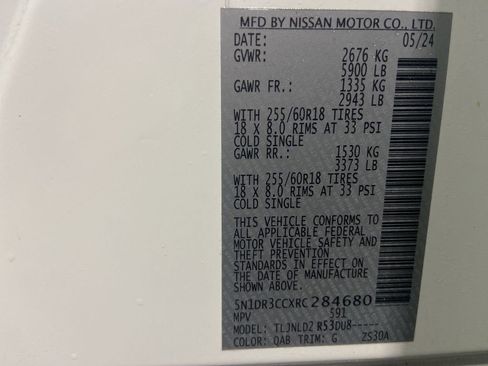 MFD BY NISSAN MOTOR CO., LTD.
DATE: 05/24
GVWR: 2676 KG
5900 LB
GAWR FR.: 1335 KG
2943 LB
WITH 255/60R18 TIRES
18 X 8.0 RIMS AT 33 PSI
COLD SINGLE
GAWR RR.: 1530 KG
3373 LB
WITH 255/60R18 TIRES
18 X 8.0 RIMS AT 33 PSI
COLD SINGLE
THIS VEHICLE CONFORMS TO
ALL APPLICABLE FEDERAL
MOTOR VEHICLE SAFETY AND
THEFT PREVENTION
STANDARDS IN EFFECT ON
THE DATE OF MANUFACTURE
SHOWN ABOVE.
5N1DR3CCXRC284680
MPV 591
MODEL: TLJNLD2 R53DU8-----
COLOR: QAB TRIM: G ZS30A